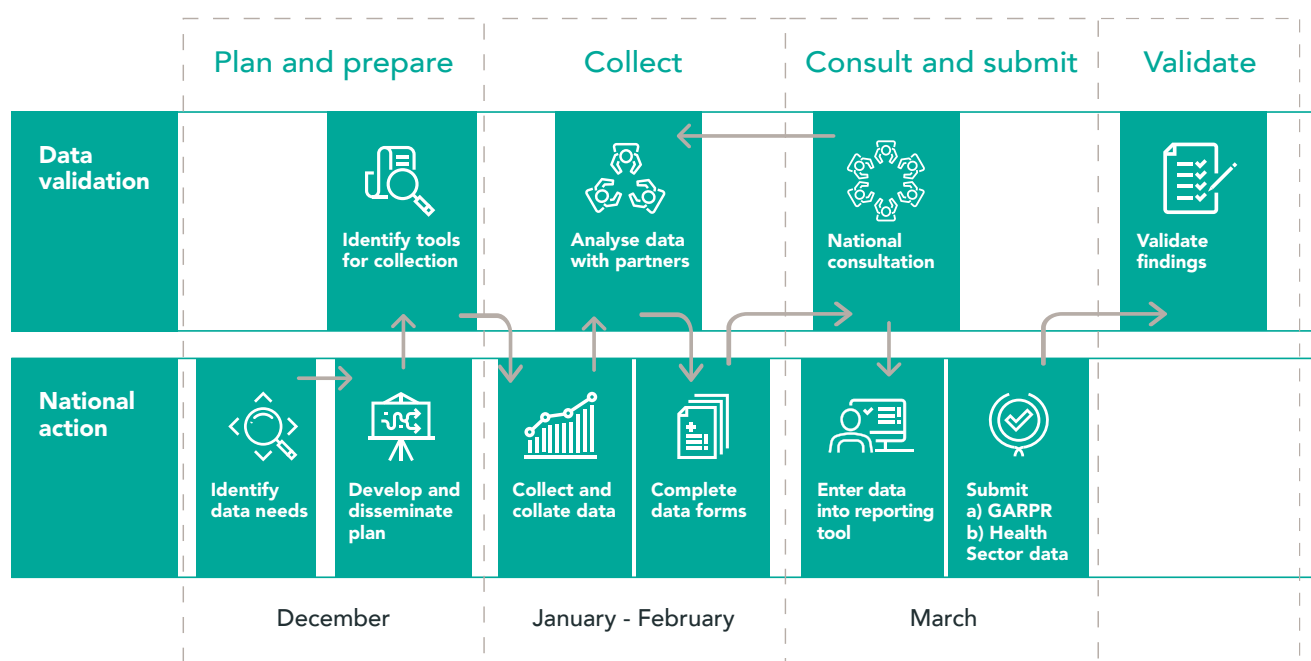 Plan and prepare
Collect
Consult and submit
Validate
Data
validation
Identify tools
for collection
Analyse data
with partners
National
consultation
Validate
findings
National
action
Identify
data needs
Develop and
disseminate
plan
Collect and
collate data
Complete
data forms
Enter data
into reporting
tool
Submit
a) GARPR
b) Health
Sector data
December
January - February
March